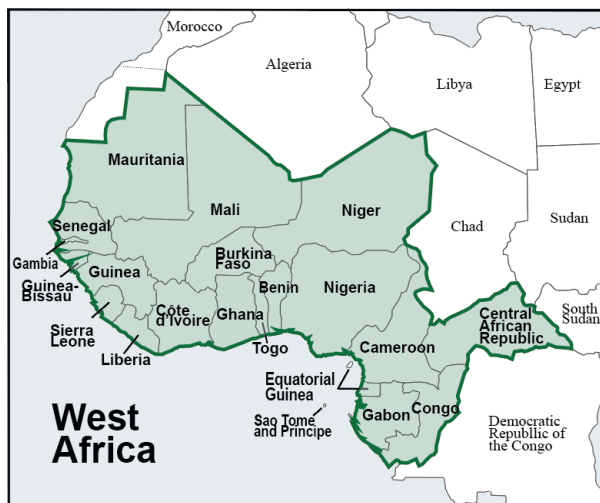 Morocco
Algeria
Libya
Egypt
Mauritania
Mali
Niger
Chad
Sudan
Senegal
Gambia
Guinea-
Bissau
Guinea
Burkina
Faso
Benin
Nigeria
Côte
d'Ivoire
Ghana
Sierra
Leone
Liberia
Togo
Central
African
Republic
South
Sudan
Cameroon
Equatorial
Guinea
Sao Tome
and Principe
Gabon
Congo
Democratic
Republlic of
the Congo
West
Africa